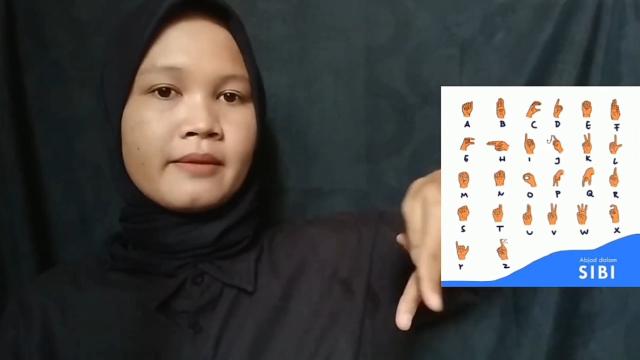 A B C D E F
G H I J K L
M N O P Q R
S T U V W X
Y Z
Abjad dalam
SIBI